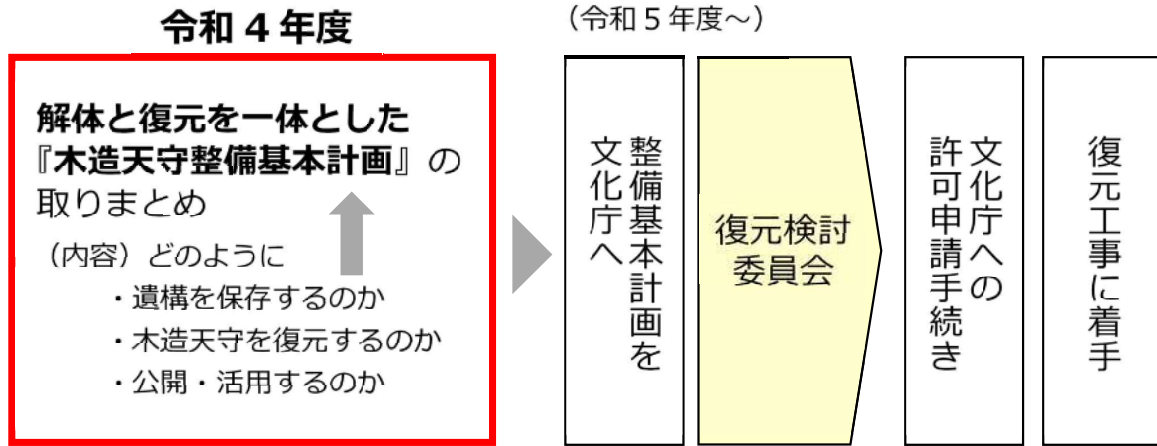 令和４年度
（令和５年度～）
解体と復元を一体とした
『木造天守整備基本計画』の
取りまとめ
（内容）どのように
・遺構を保存するのか
・木造天守を復元するのか
・公開・活用するのか
整備基本計画を
文化庁へ
復元検討
委員会
文化庁への
許可申請手続き
復元工事に着手